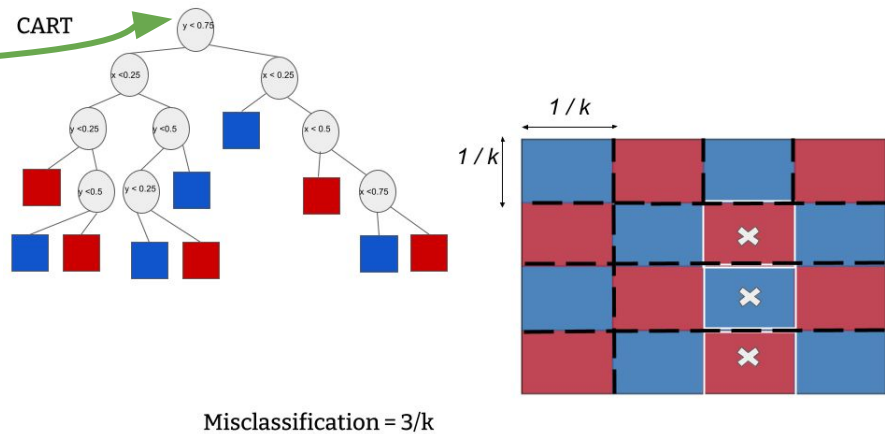 CART
y < 0.75
x <0.25
x < 0.25
y <0.25
y <0.5
x < 0.5
y <0.5
y < 0.25
x <0.75
1 / k
1 / k
Misclassification = 3/k